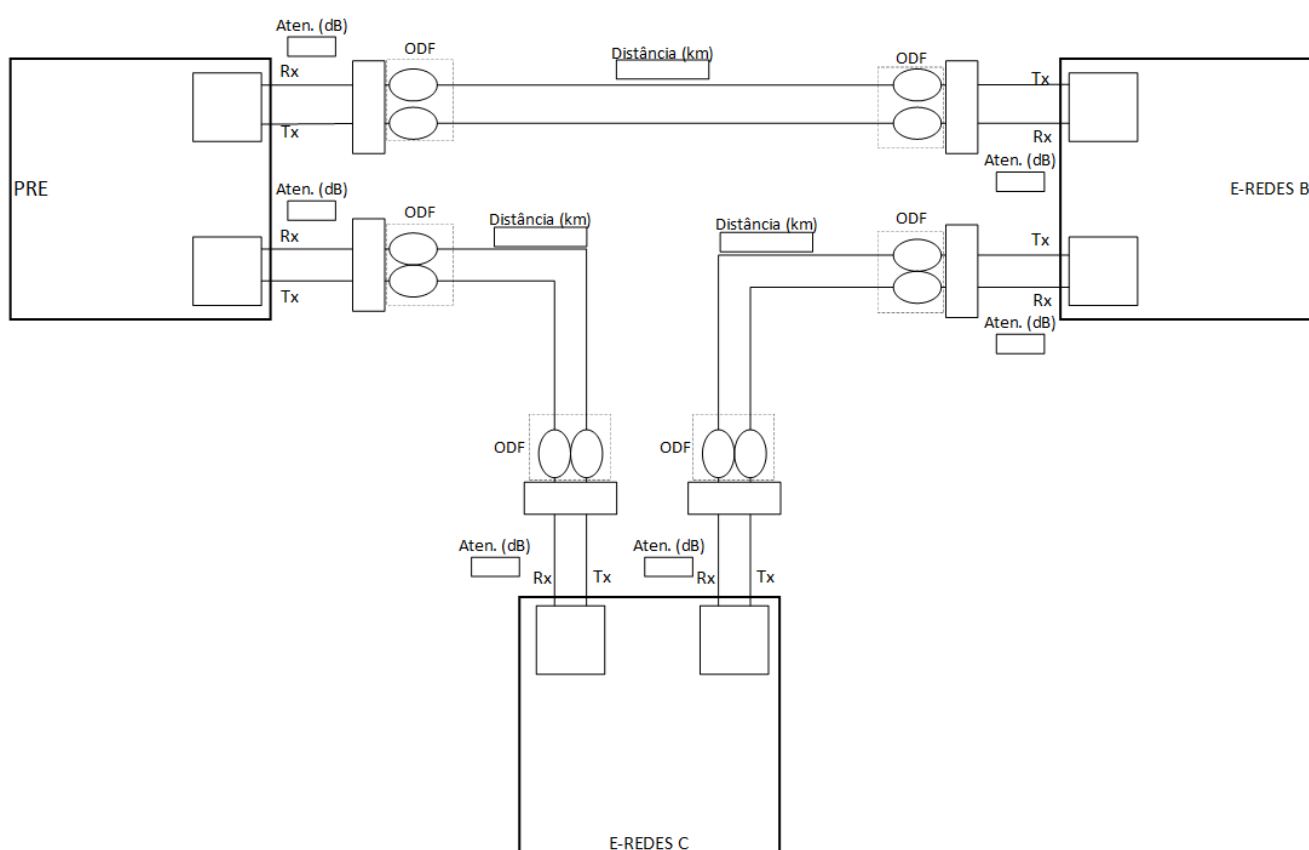 Aten. (dB)
ODF
Distância (km)
ODF
Rx
Tx
Tx
Rx
Aten. (dB)
PRE
E-REDES B
Aten. (dB)
ODF
Distância (km)
Distância (km)
ODF
Rx
Tx
Tx
Rx
Aten. (dB)
ODF
ODF
Aten. (dB)
Aten. (dB)
Rx
Tx
Rx
Tx
E-REDES C